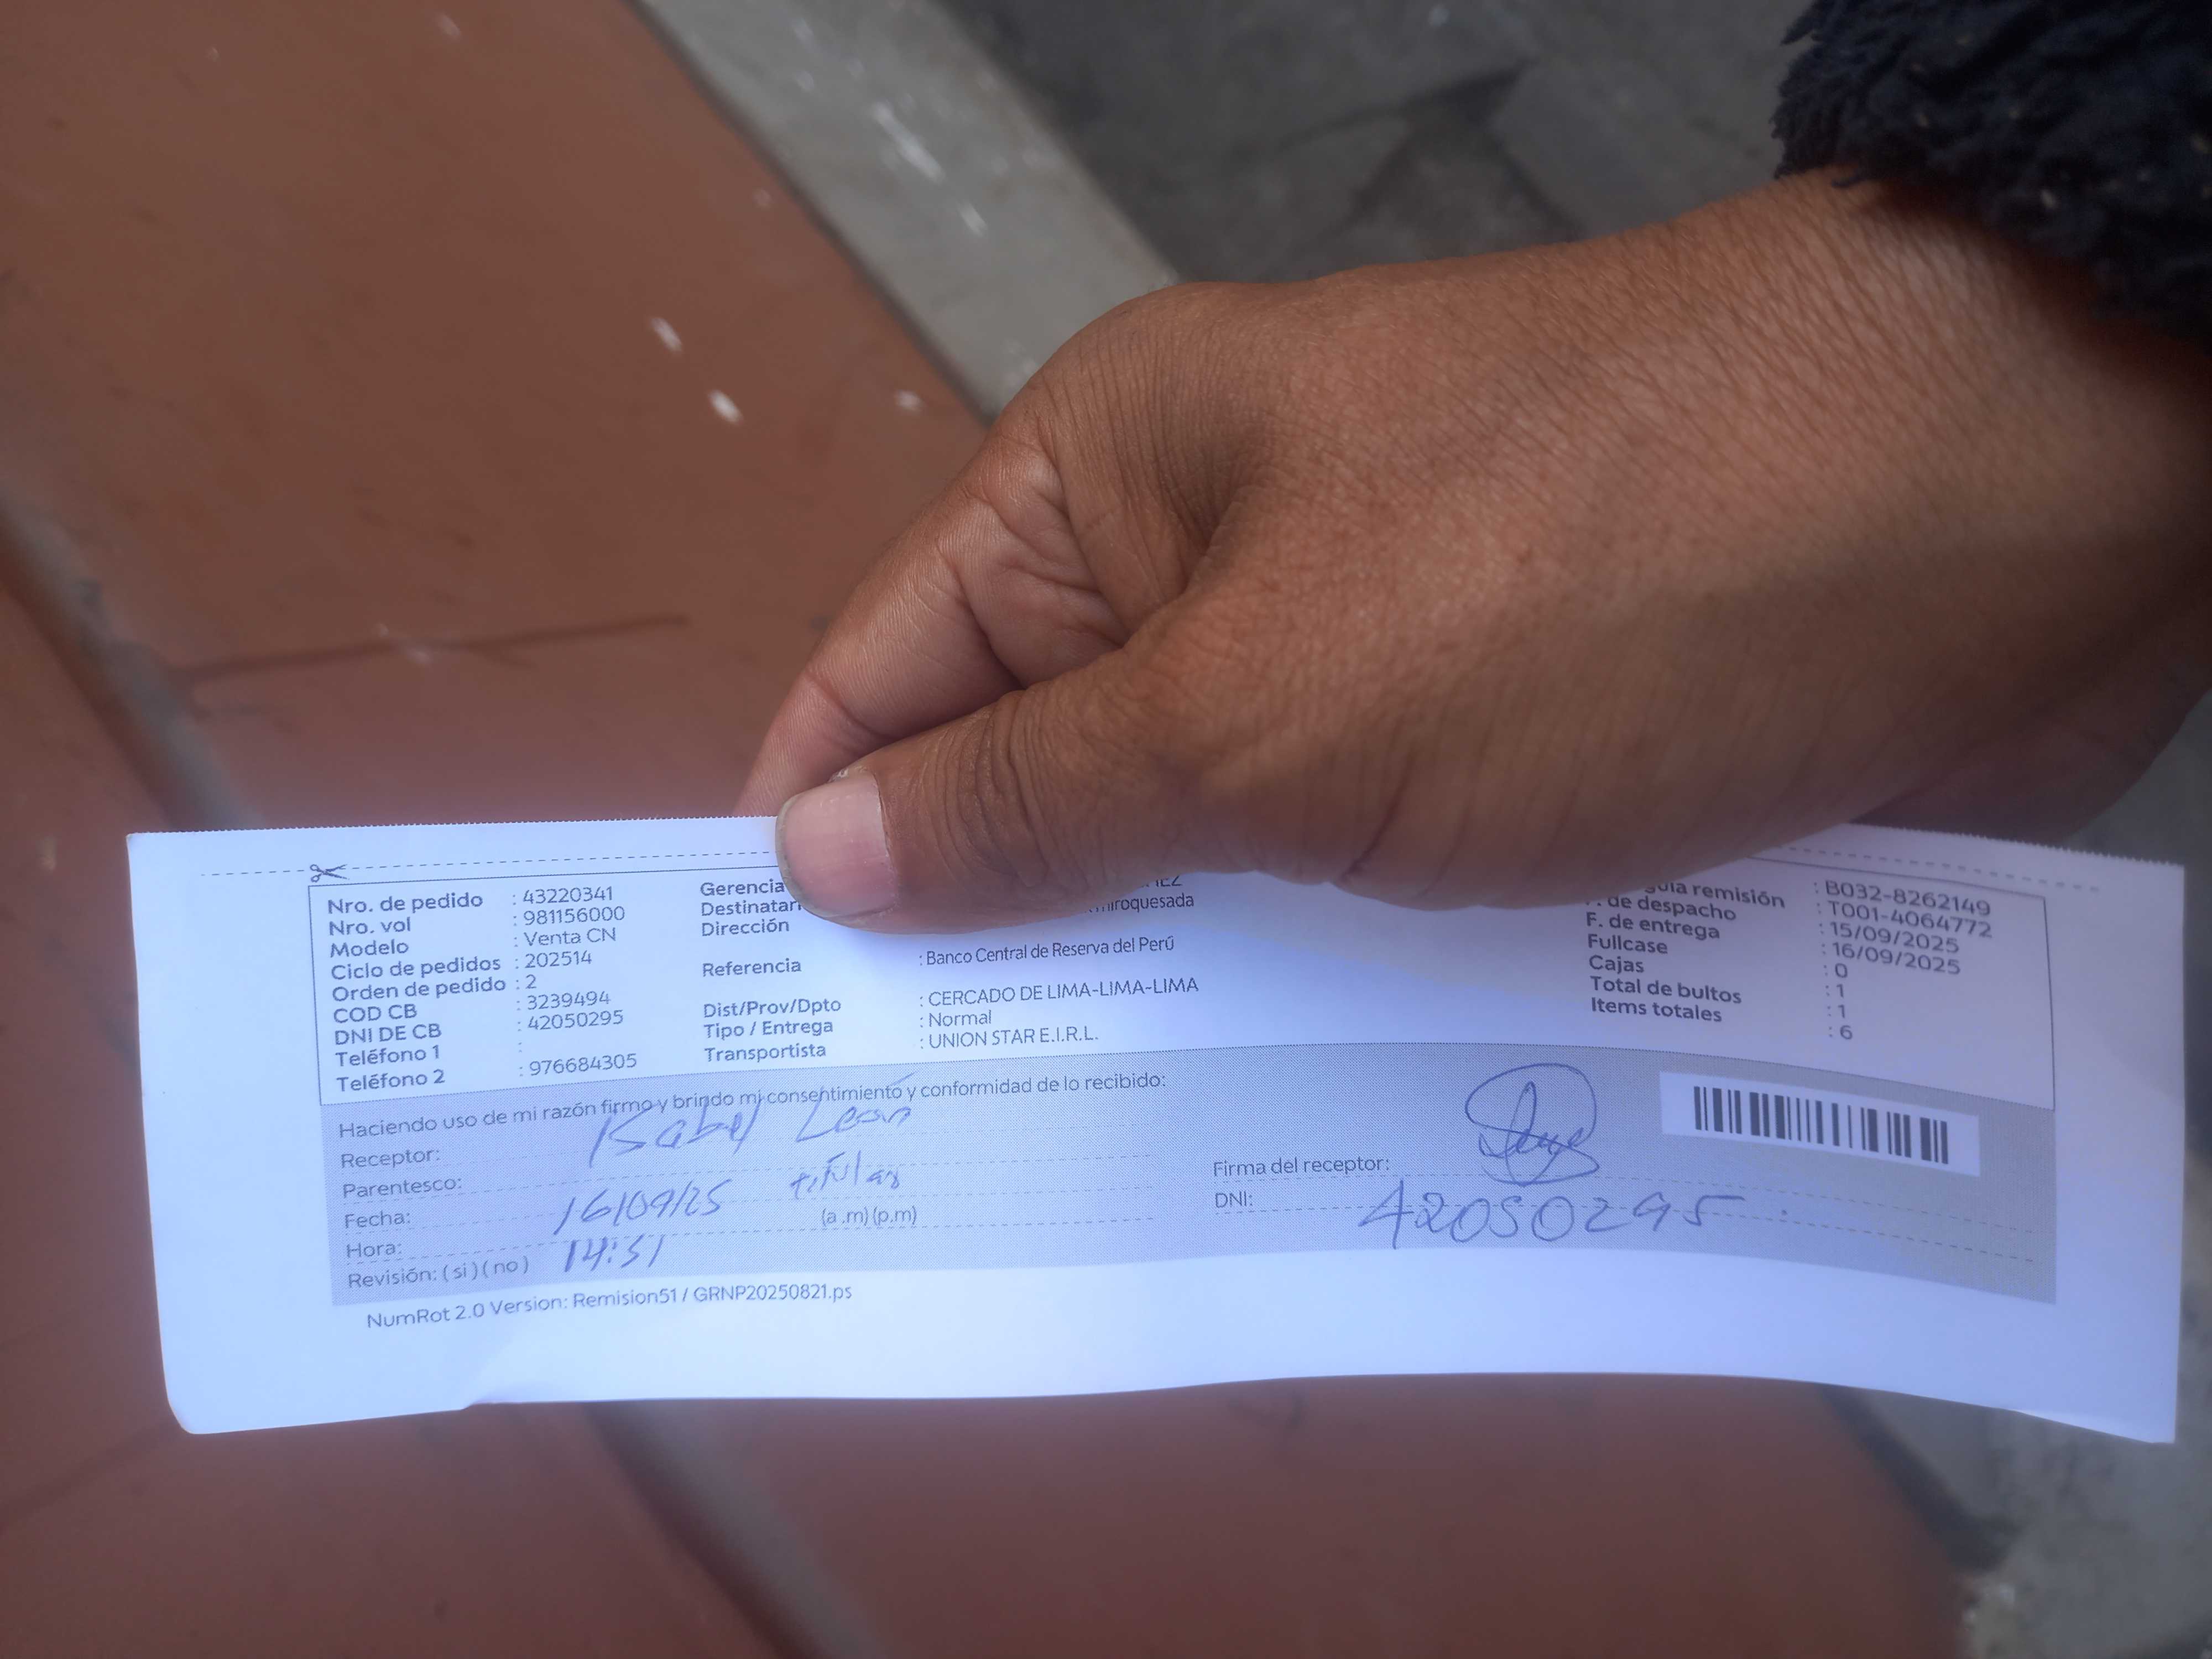 Nro. de pedido : 43220341
Nro. vol : 981156000
Modelo : Venta CN
Ciclo de pedidos : 202514
Orden de pedido : 2
COD CB : 3239494
DNI DE CB : 42050295
Teléfono 1 :
Teléfono 2 : 976684305
Gerencia
Dirección
Referencia : Banco Central de Reserva del Perú
Dist/Prov/Dpto : CERCADO DE LIMA-LIMA-LIMA
Tipo / Entrega : Normal
Transportista : UNION STAR E.I.R.L.
: B032-8262149
guía remisión : T001-4064772
de despacho : 15/09/2025
F. de entrega : 16/09/2025
Fullcase : 0
Cajas : 1
Total de bultos : 1
Items totales : 6
Haciendo uso de mi razón firmo y brindo mi consentimiento y conformidad de lo recibido:
Receptor: Isabel Leon
Parentesco: titular
Fecha: 16/09/25
Hora: 14:51 (a.m)(p.m)
Revisión: (si)(no)
Firma del receptor:
DNI: 42050295
NumRot 2.0 Version: Remision51 / GRNP20250821.ps